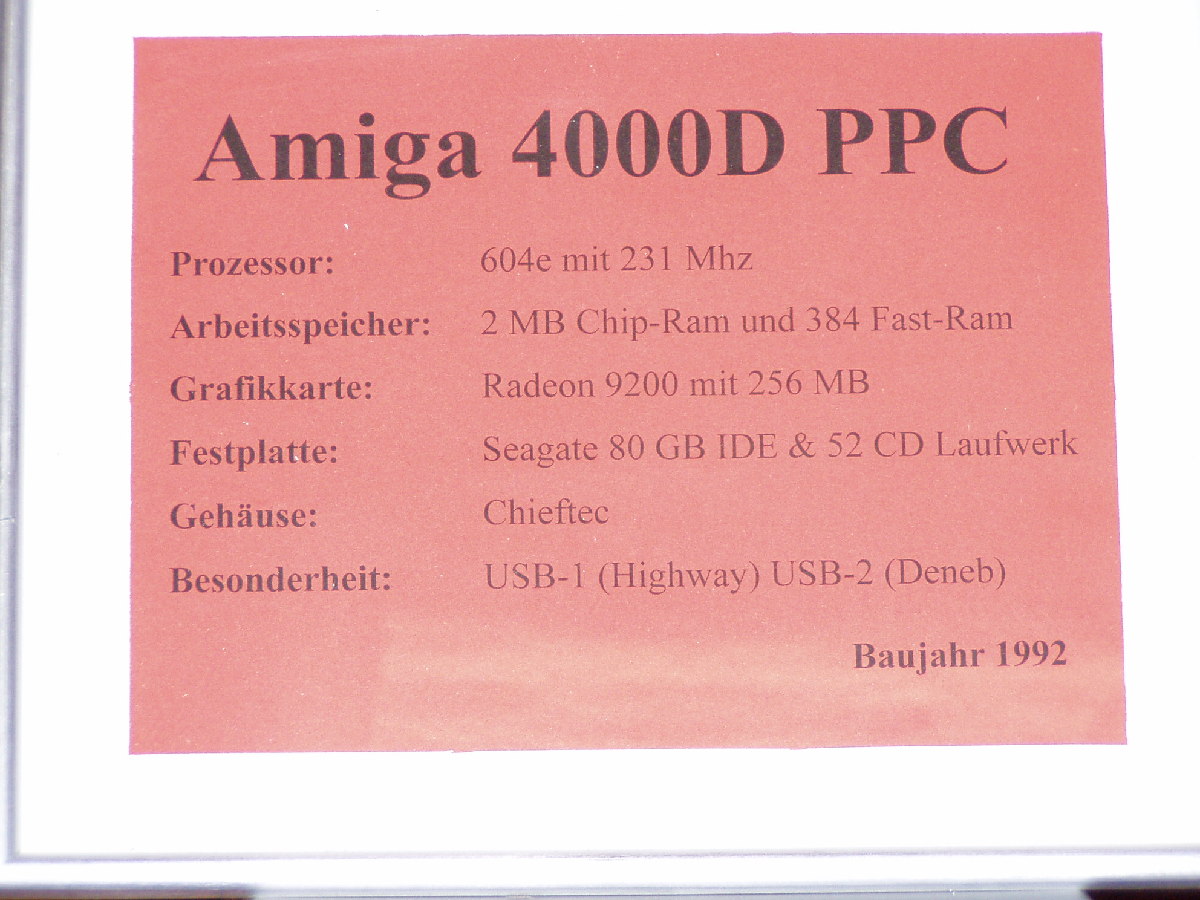 Amiga 4000D PPC
Prozessor: 604e mit 231 Mhz
Arbeitsspeicher: 2 MB Chip-Ram und 384 Fast-Ram
Grafikkarte: Radeon 9200 mit 256 MB
Festplatte: Seagate 80 GB IDE & 52 CD Laufwerk
Gehäuse: Chieftec
Besonderheit: USB-1 (Highway) USB-2 (Deneb)
Baujahr 1992